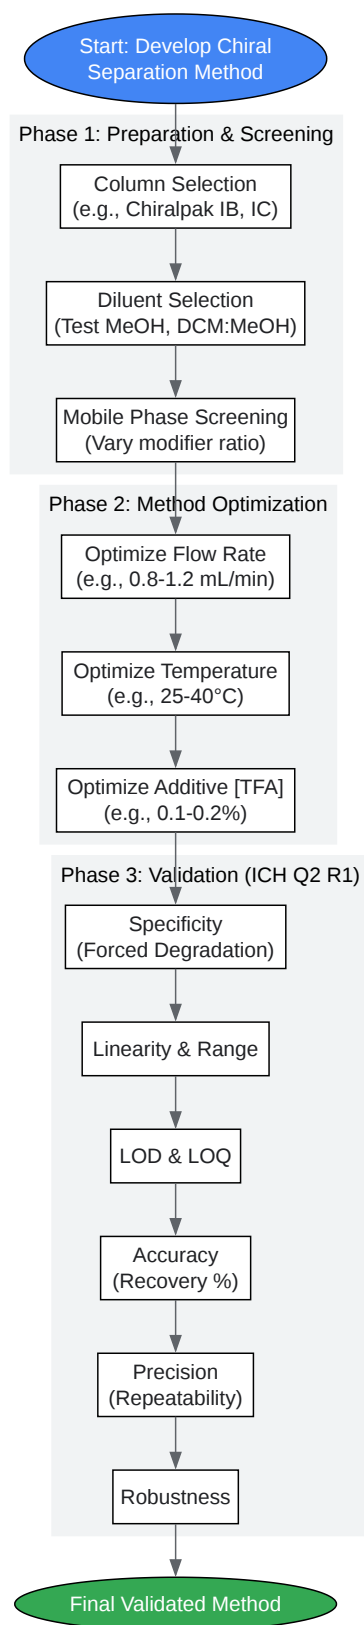 Start: Develop Chiral
Separation Method
Phase 1: Preparation & Screening
Column Selection
(e.g., Chiralpak IB, IC)
Diluent Selection
(Test MeOH, DCM:MeOH)
Mobile Phase Screening
(Vary modifier ratio)
Phase 2: Method Optimization
Optimize Flow Rate
(e.g., 0.8-1.2 mL/min)
Optimize Temperature
(e.g., 25-40°C)
Optimize Additive [TFA]
(e.g., 0.1-0.2%)
Phase 3: Validation (ICH Q2 R1)
Specificity
(Forced Degradation)
Linearity & Range
LOD & LOQ
Accuracy
(Recovery %)
Precision
(Repeatability)
Robustness
Final Validated Method